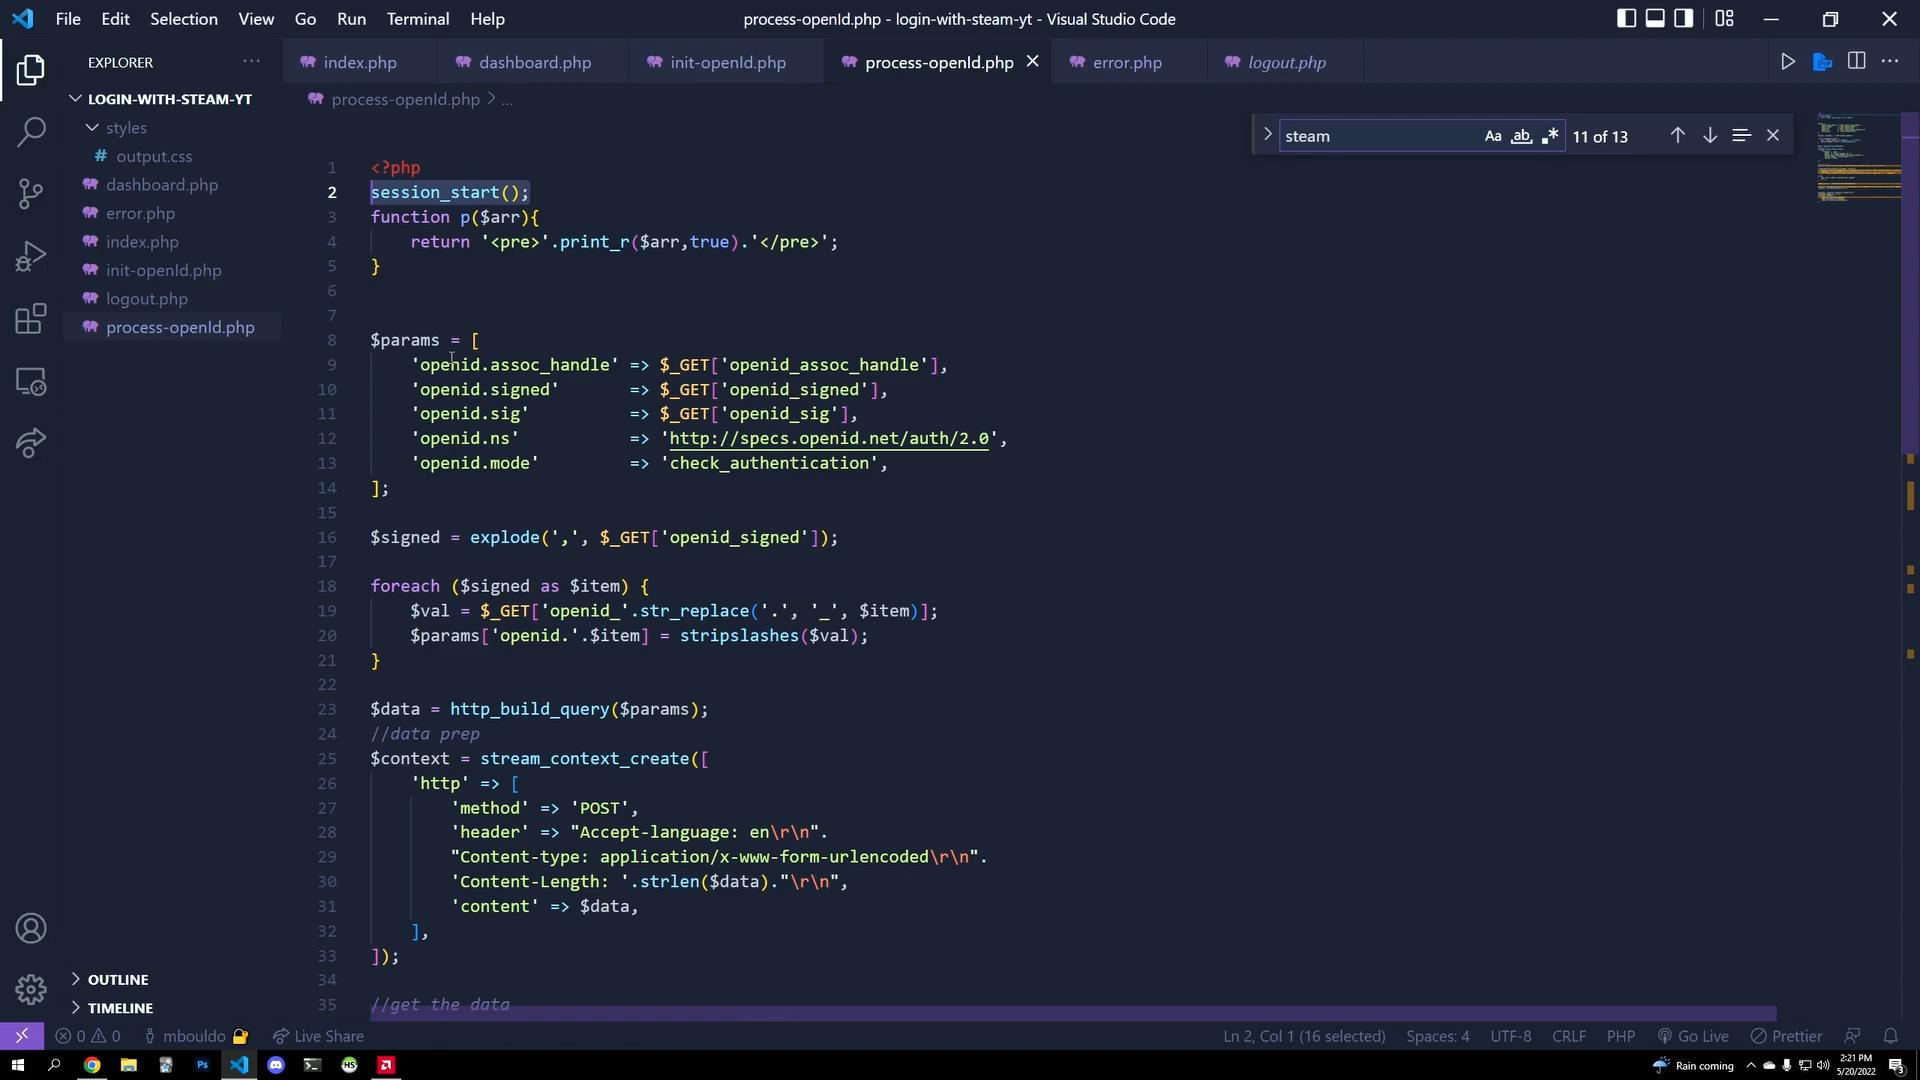 File Edit Selection View Go Run Terminal Help
process-openId.php - login-with-steam-yt - Visual Studio Code
EXPLORER
index.php
dashboard.php
init-openId.php
process-openId.php
error.php
logout.php
LOGIN-WITH-STEAM-YT
styles
# output.css
dashboard.php
error.php
index.php
init-openId.php
logout.php
process-openId.php
OUTLINE
TIMELINE
process-openId.php > ...
steam
Aa ab 11 of 13
1 <?php
2 session_start();
3 function p($arr){
4 return '<pre>'.print_r($arr,true).'</pre>';
5 }
6
7
8 $params = [
9 'openid.assoc_handle' => $_GET['openid_assoc_handle'],
10 'openid.signed' => $_GET['openid_signed'],
11 'openid.sig' => $_GET['openid_sig'],
12 'openid.ns' => 'http://specs.openid.net/auth/2.0',
13 'openid.mode' => 'check_authentication',
14 ];
15
16 $signed = explode(',', $_GET['openid_signed']);
17
18 foreach ($signed as $item) {
19 $val = $_GET['openid_'.str_replace('.', '_', $item)];
20 $params['openid.'.$item] = stripslashes($val);
21 }
22
23 $data = http_build_query($params);
24 //data prep
25 $context = stream_context_create([
26 'http' => [
27 'method' => 'POST',
28 'header' => "Accept-language: en\r\n".
29 "Content-type: application/x-www-form-urlencoded\r\n".
30 'Content-Length: '.strlen($data)."\r\n",
31 'content' => $data,
32 ],
33 ]);
34
35 //get the data
0 0 mbouldo Live Share
Ln 2, Col 1 (16 selected) Spaces: 4 UTF-8 CRLF PHP Go Live Prettier
Ps HS
Rain coming
2:21 PM
5/20/2022
3